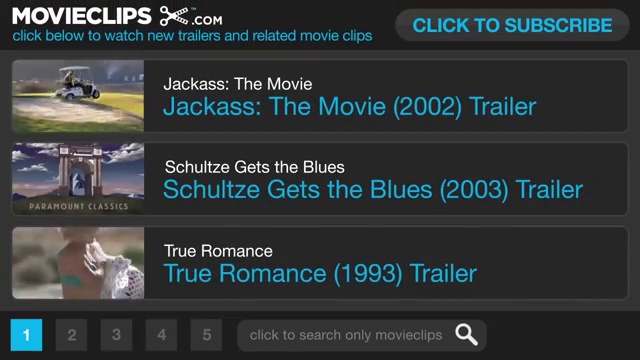 MOVIECLIPS .COM
click below to watch new trailers and related movie clips
CLICK TO SUBSCRIBE
Jackass: The Movie
Jackass: The Movie (2002) Trailer
PARAMOUNT CLASSICS
Schultze Gets the Blues
Schultze Gets the Blues (2003) Trailer
True Romance
True Romance (1993) Trailer
1 2 3 4 5 click to search only movieclips